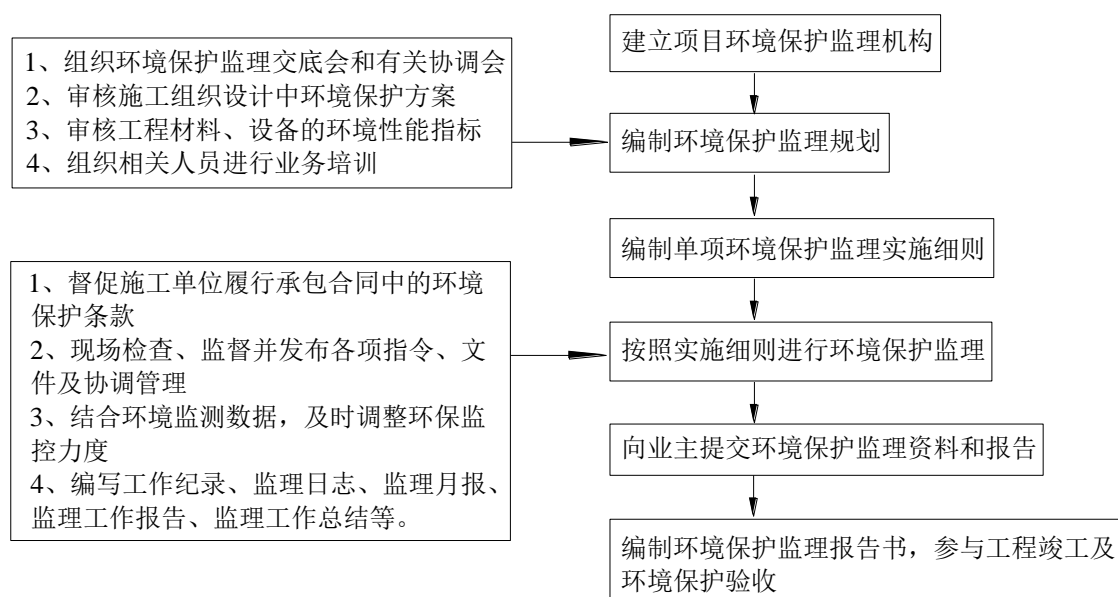 建立项目环境保护监理机构
1、组织环境保护监理交底会和有关协调会
2、审核施工组织设计中环境保护方案
3、审核工程材料、设备的环境性能指标
4、组织相关人员进行业务培训
编制环境保护监理规划
编制单项环境保护监理实施细则
1、督促施工单位履行承包合同中的环境
保护条款
2、现场检查、监督并发布各项指令、文
件及协调管理
3、结合环境监测数据，及时调整环保监
控力度
4、编写工作纪录、监理日志、监理月报、
监理工作报告、监理工作总结等。
按照实施细则进行环境保护监理
向业主提交环境保护监理资料和报告
编制环境保护监理报告书，参与工程竣工及
环境保护验收